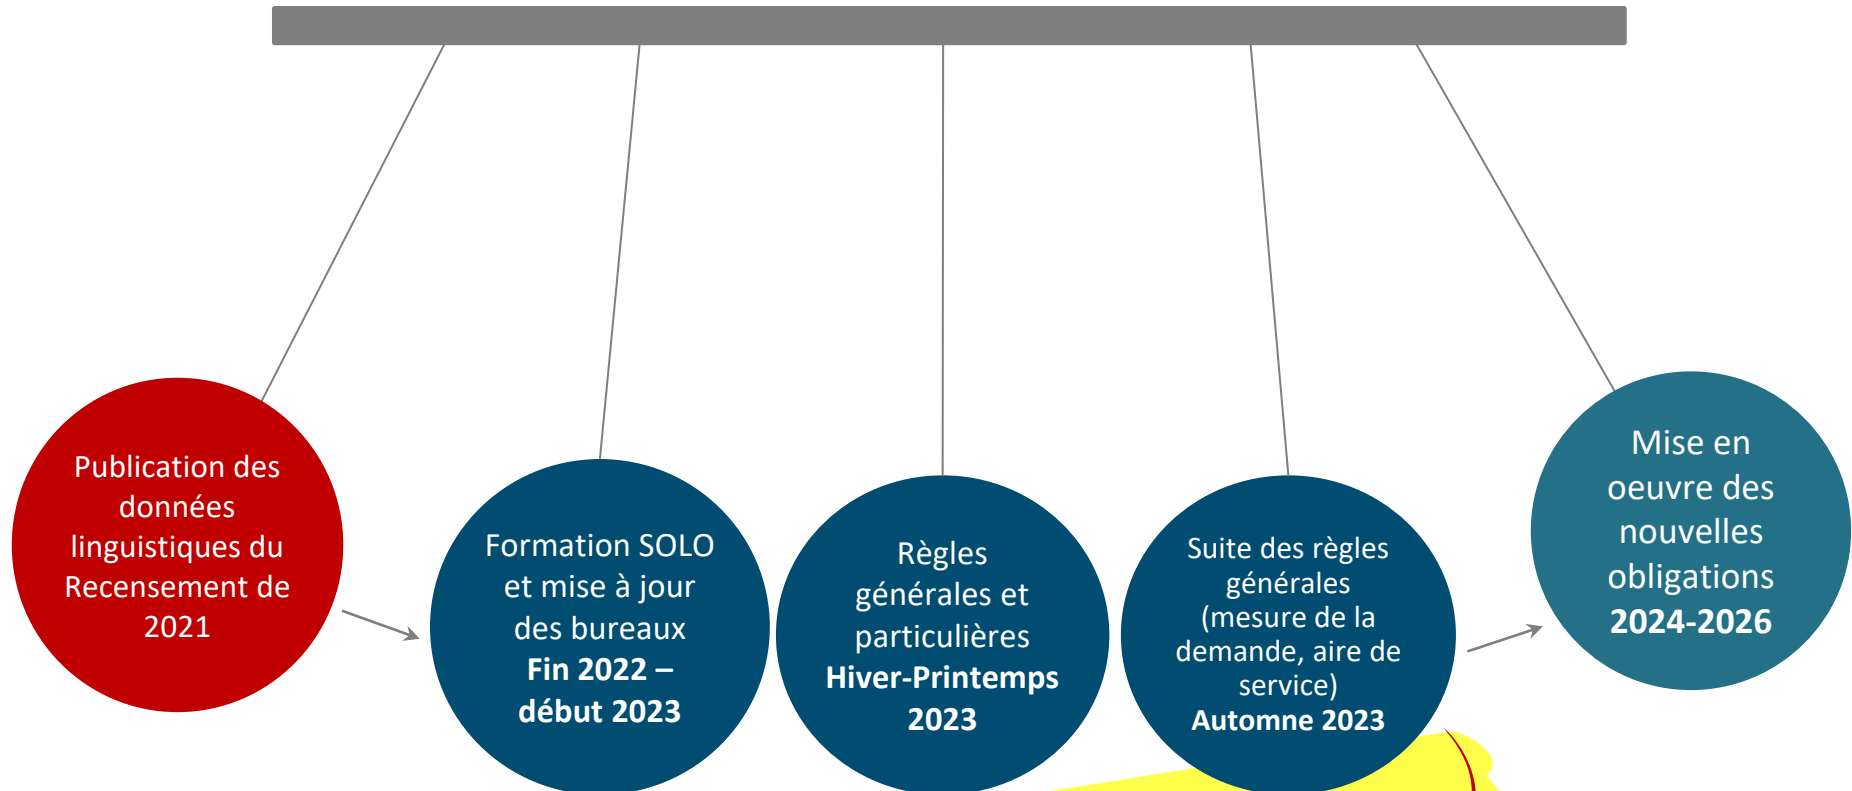 Publication des
données
linguistiques du
Recensement de
2021
Formation SOLO
et mise à jour
des bureaux
Fin 2022 –
début 2023
Règles
générales et
particulières
Hiver-Printemps
2023
Suite des règles
générales
(mesure de la
demande, aire de
service)
Automne 2023
Mise en
oeuvre des
nouvelles
obligations
2024-2026